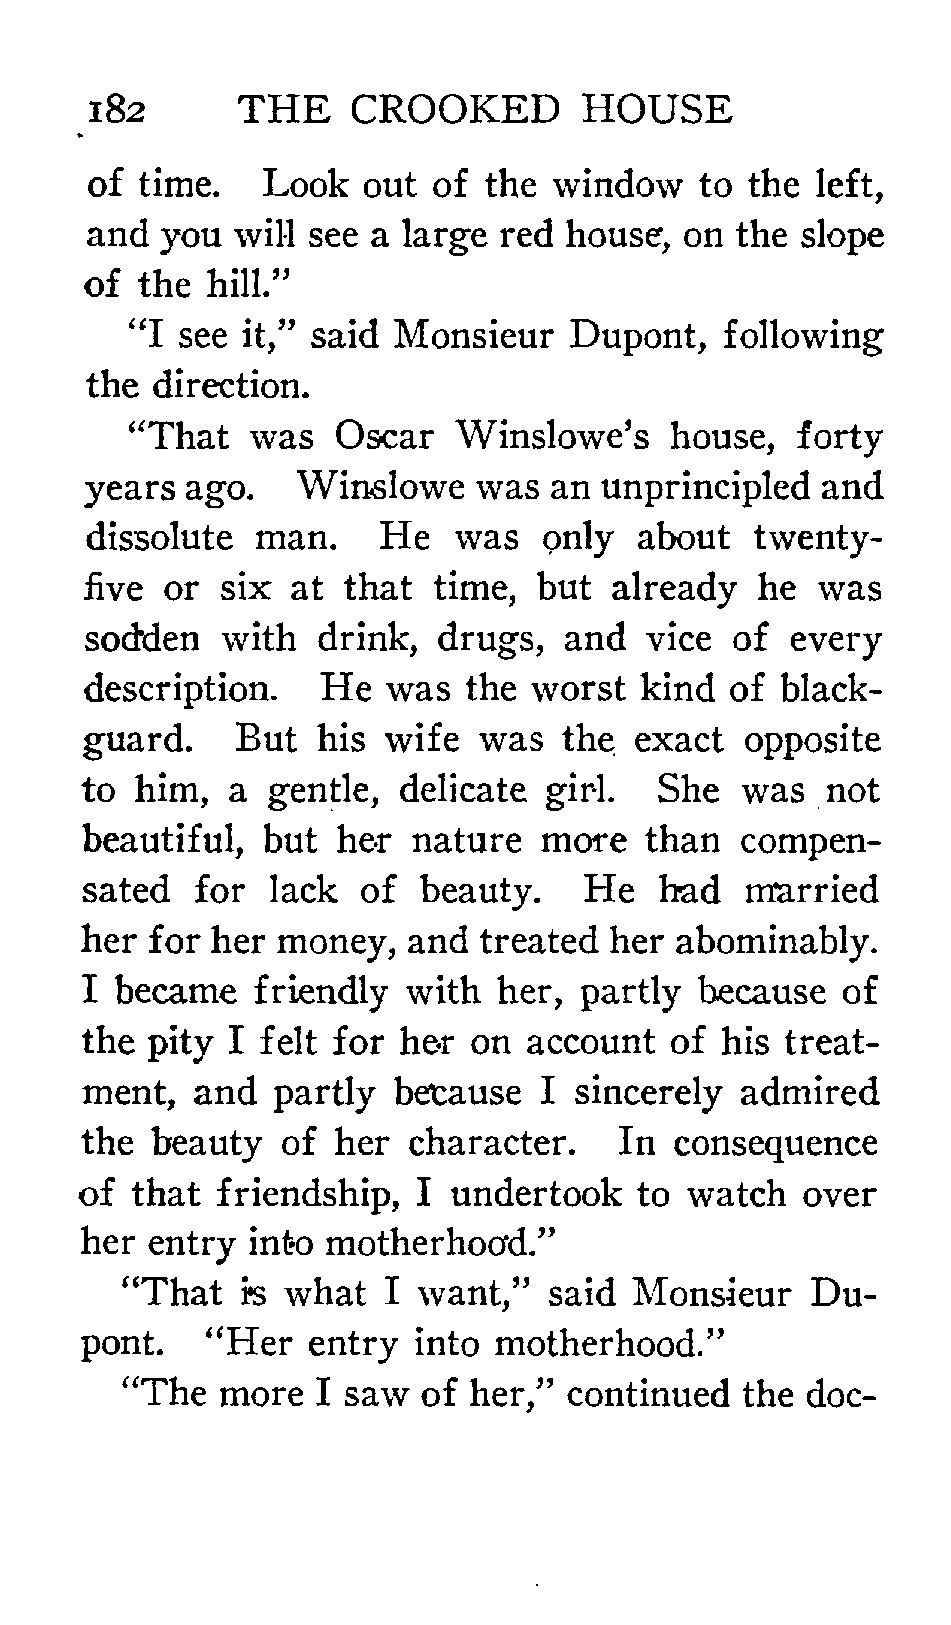 182 THE CROOKED HOUSE
of time. Look out of the window to the left,
and you will see a large red house, on the slope
of the hill."
"I see it," said Monsieur Dupont, following
the direction.
"That was Oscar Winslowe's house, forty
years ago. Winslowe was an unprincipled and
dissolute man. He was only about twenty-
five or six at that time, but already he was
sodden with drink, drugs, and vice of every
description. He was the worst kind of black-
guard. But his wife was the exact opposite
to him, a gentle, delicate girl. She was not
beautiful, but her nature more than compen-
sated for lack of beauty. He had married
her for her money, and treated her abominably.
I became friendly with her, partly because of
the pity I felt for her on account of his treat-
ment, and partly because I sincerely admired
the beauty of her character. In consequence
of that friendship, I undertook to watch over
her entry into motherhood."
"That is what I want," said Monsieur Du-
pont. "Her entry into motherhood."
"The more I saw of her," continued the doc-